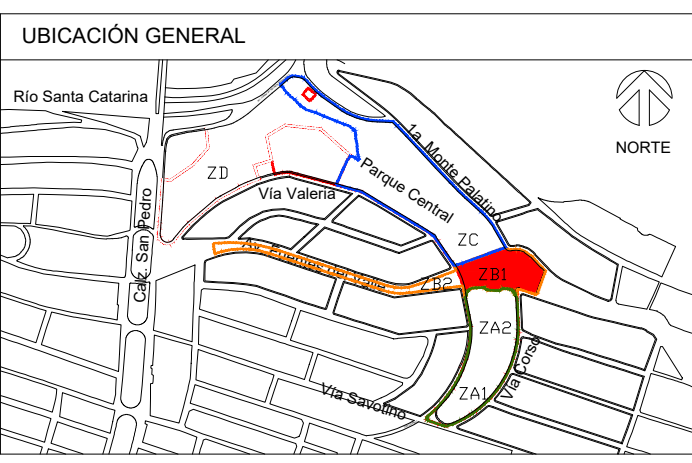 UBICACIÓN GENERAL
Río Santa Catarina
NORTE
1a. Monte Palatino
ZD
Parque Central
Vía Valeria
Calz. San Pedro
ZC
Av. Fuentes del Valle
ZB2
ZB1
ZA2
Vía Corso
ZA1
Vía Savotino